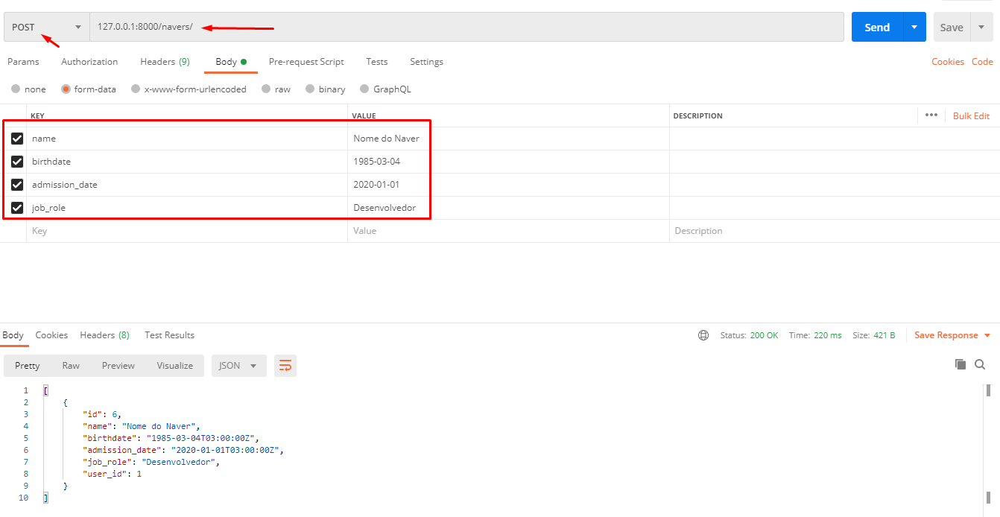 POST 127.0.0.1:8000/navers/ Send Save
Params Authorization Headers (9) Body Pre-request Script Tests Settings Cookies Code
none form-data x-www-form-urlencoded raw binary GraphQL
KEY VALUE DESCRIPTION ••• Bulk Edit
name Nome do Naver
birthdate 1985-03-04
admission_date 2020-01-01
job_role Desenvolvedor
Key Value Description
Body Cookies Headers (8) Test Results Status: 200 OK Time: 220 ms Size: 421 B Save Response
Pretty Raw Preview Visualize JSON
1 [
2 {
3 "id": 6,
4 "name": "Nome do Naver",
5 "birthdate": "1985-03-04T03:00:00Z",
6 "admission_date": "2020-01-01T03:00:00Z",
7 "job_role": "Desenvolvedor",
8 "user_id": 1
9 }
10 ]